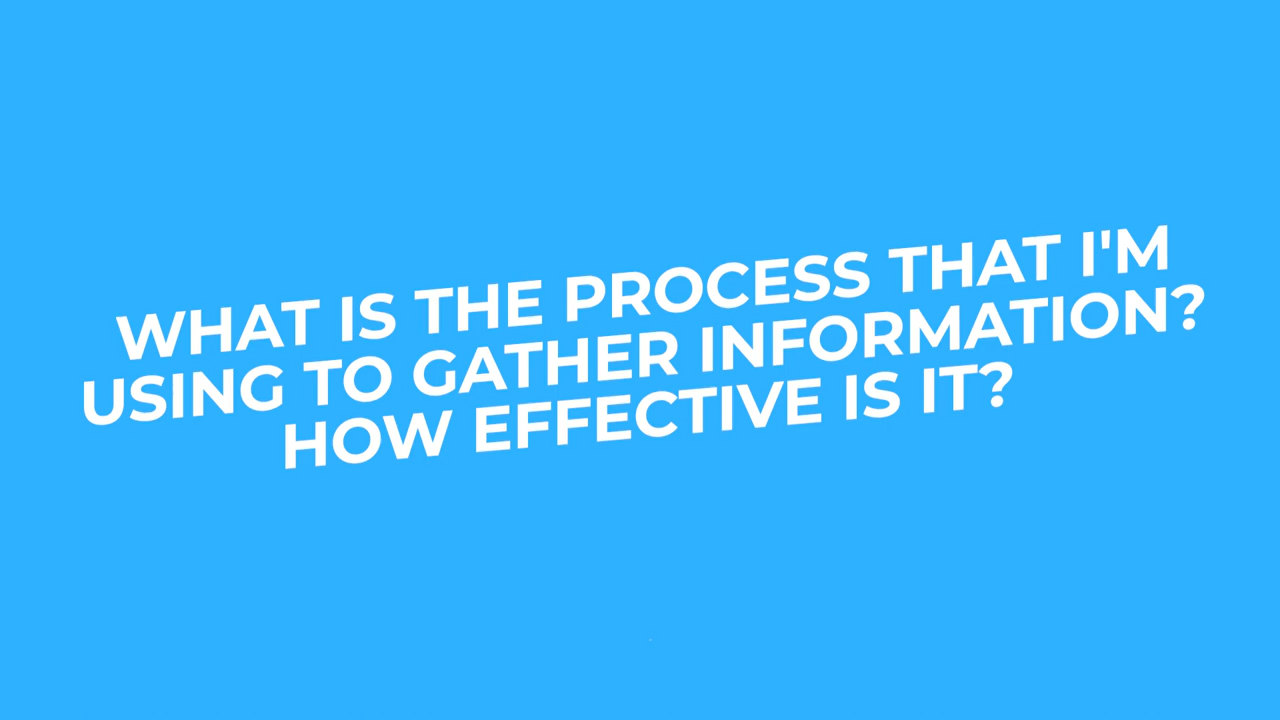 WHAT IS THE PROCESS THAT I'M
USING TO GATHER INFORMATION?
HOW EFFECTIVE IS IT?